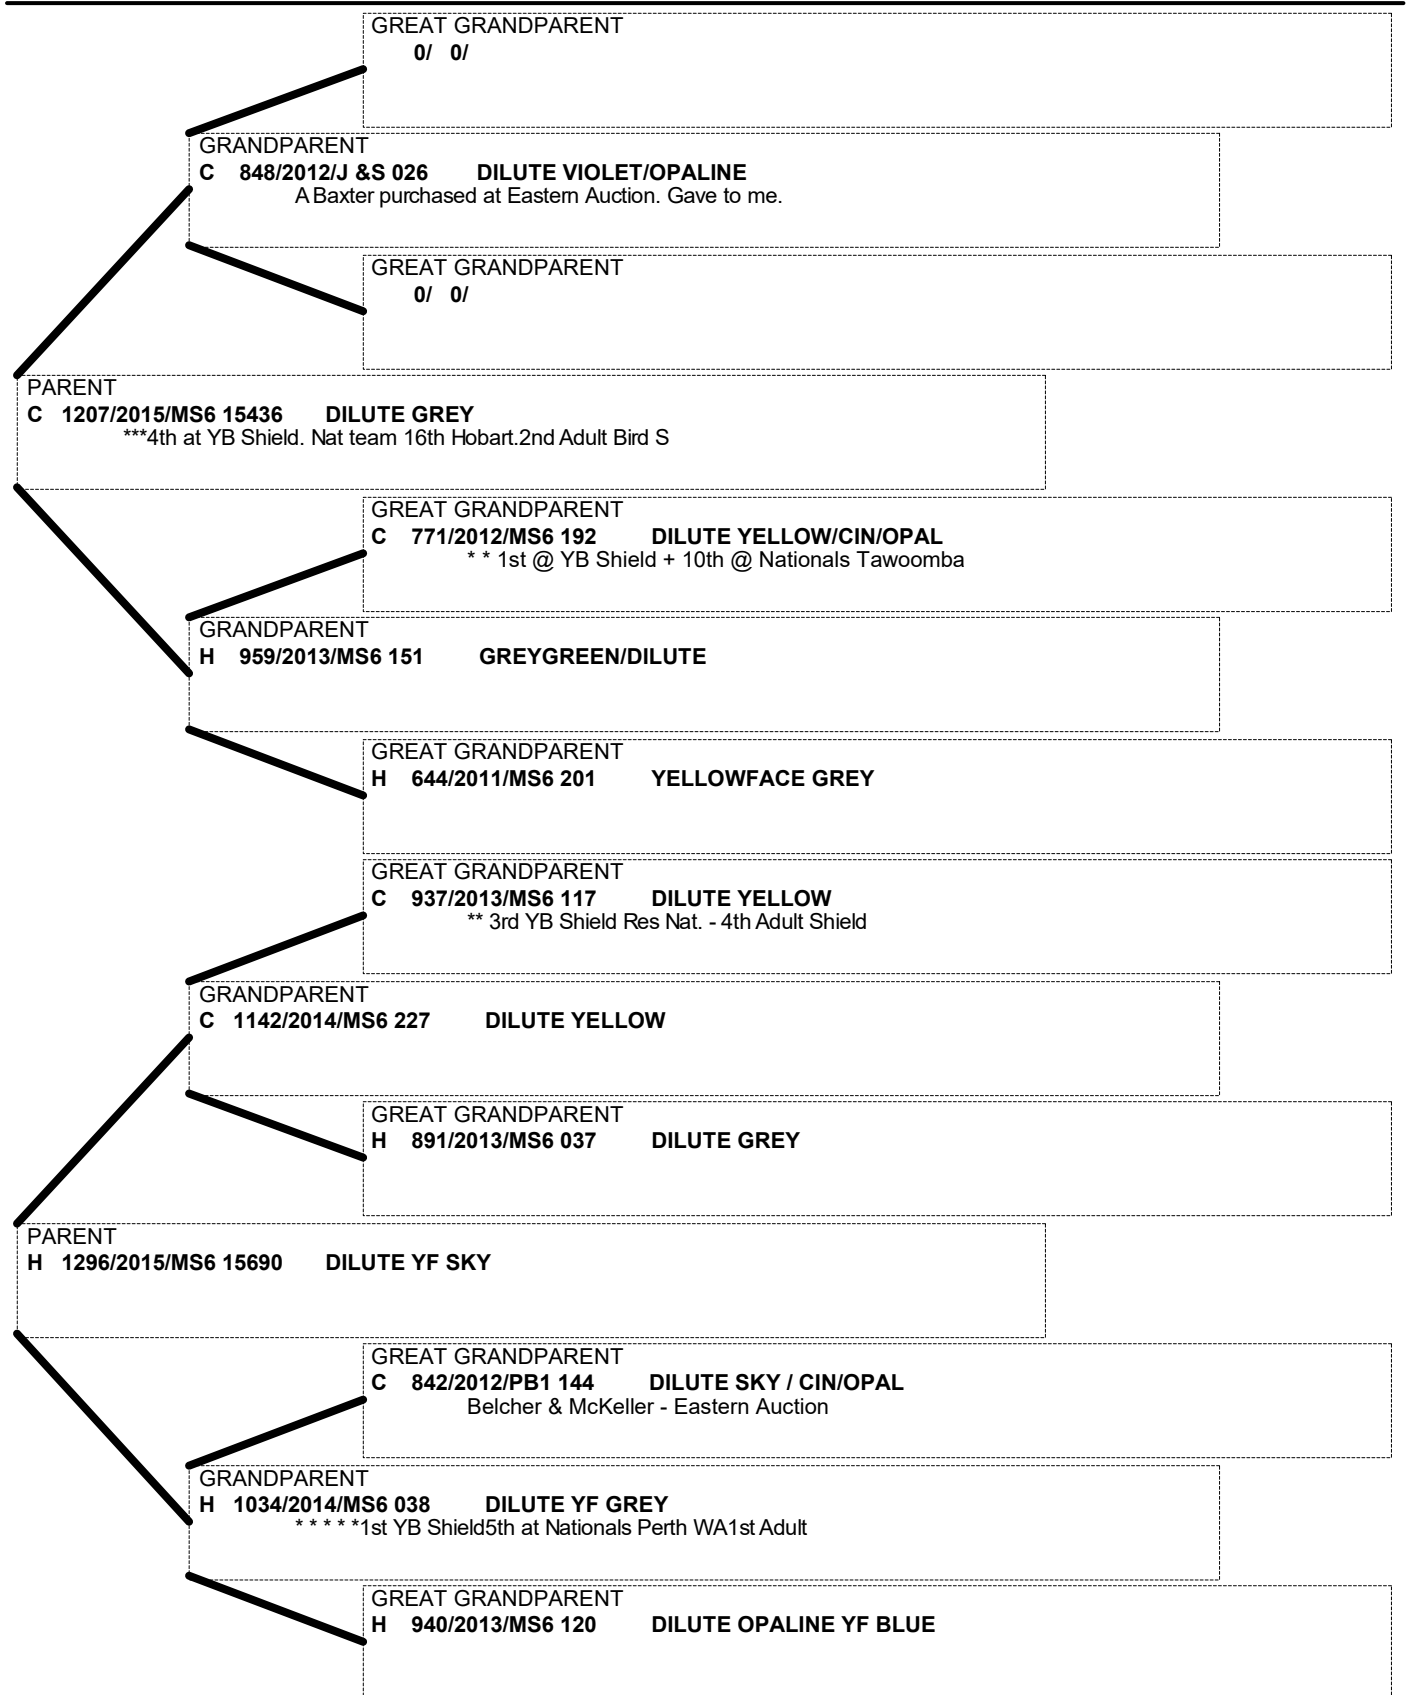 GREAT GRANDPARENT
0/ 0/
GRANDPARENT
C 848/2012/J &S 026 DILUTE VIOLET/OPALINE
A Baxter purchased at Eastern Auction. Gave to me.
GREAT GRANDPARENT
0/ 0/
PARENT
C 1207/2015/MS6 15436 DILUTE GREY
***4th at YB Shield. Nat team 16th Hobart.2nd Adult Bird S
GREAT GRANDPARENT
C 771/2012/MS6 192 DILUTE YELLOW/CIN/OPAL
* * 1st @ YB Shield + 10th @ Nationals Tawoomba
GRANDPARENT
H 959/2013/MS6 151 GREYGREEN/DILUTE
GREAT GRANDPARENT
H 644/2011/MS6 201 YELLOWFACE GREY
GREAT GRANDPARENT
C 937/2013/MS6 117 DILUTE YELLOW
** 3rd YB Shield Res Nat. - 4th Adult Shield
GRANDPARENT
C 1142/2014/MS6 227 DILUTE YELLOW
GREAT GRANDPARENT
H 891/2013/MS6 037 DILUTE GREY
PARENT
H 1296/2015/MS6 15690 DILUTE YF SKY
GREAT GRANDPARENT
C 842/2012/PB1 144 DILUTE SKY / CIN/OPAL
Belcher & McKeller - Eastern Auction
GRANDPARENT
H 1034/2014/MS6 038 DILUTE YF GREY
* * * * *1st YB Shield5th at Nationals Perth WA1st Adult
GREAT GRANDPARENT
H 940/2013/MS6 120 DILUTE OPALINE YF BLUE